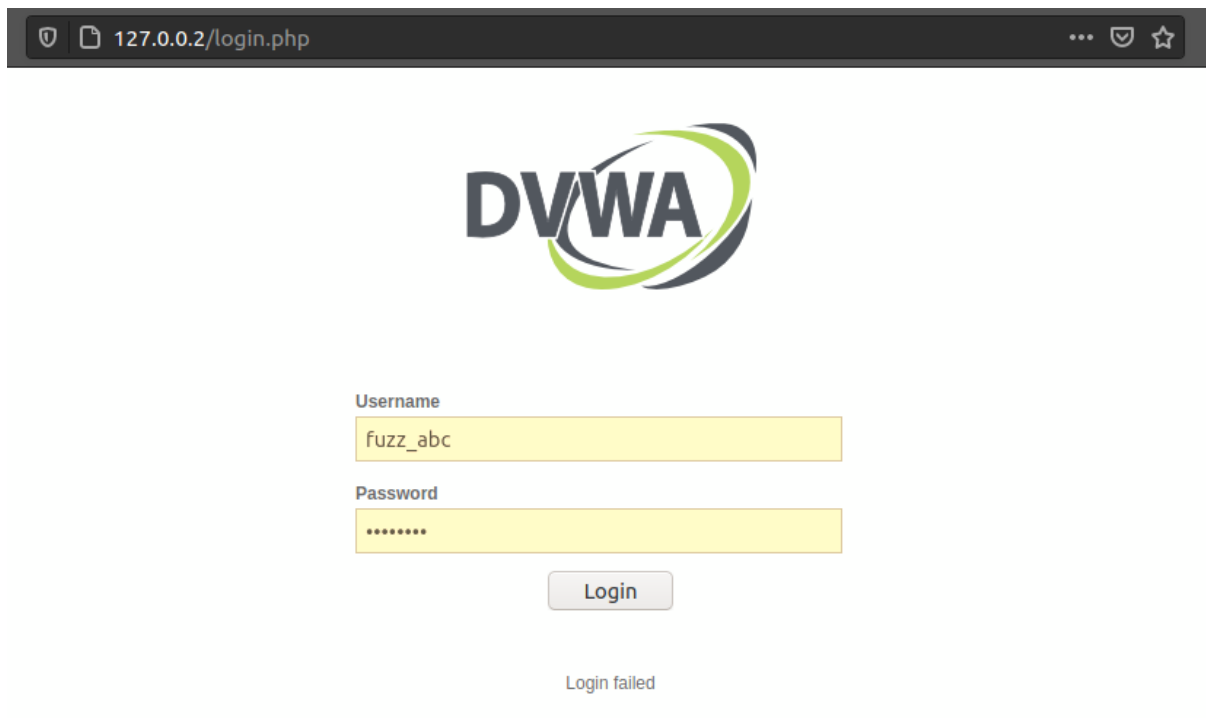 127.0.0.2/login.php
DVWA
Username
fuzz_abc
Password
••••••••
Login
Login failed